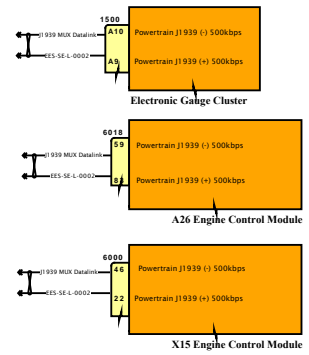 1500
J1939 MUX Datalink A10 Powertrain J1939 (-) 500kbps
EES-SE-L-0002 A9 Powertrain J1939 (+) 500kbps
Electronic Gauge Cluster
6018
J1939 MUX Datalink 59 Powertrain J1939 (-) 500kbps
EES-SE-L-0002 Powertrain J1939 (+) 500kbps
A26 Engine Control Module
6000
J1939 MUX Datalink 46 Powertrain J1939 (-) 500kbps
EES-SE-L-0002 22 Powertrain J1939 (+) 500kbps
X15 Engine Control Module